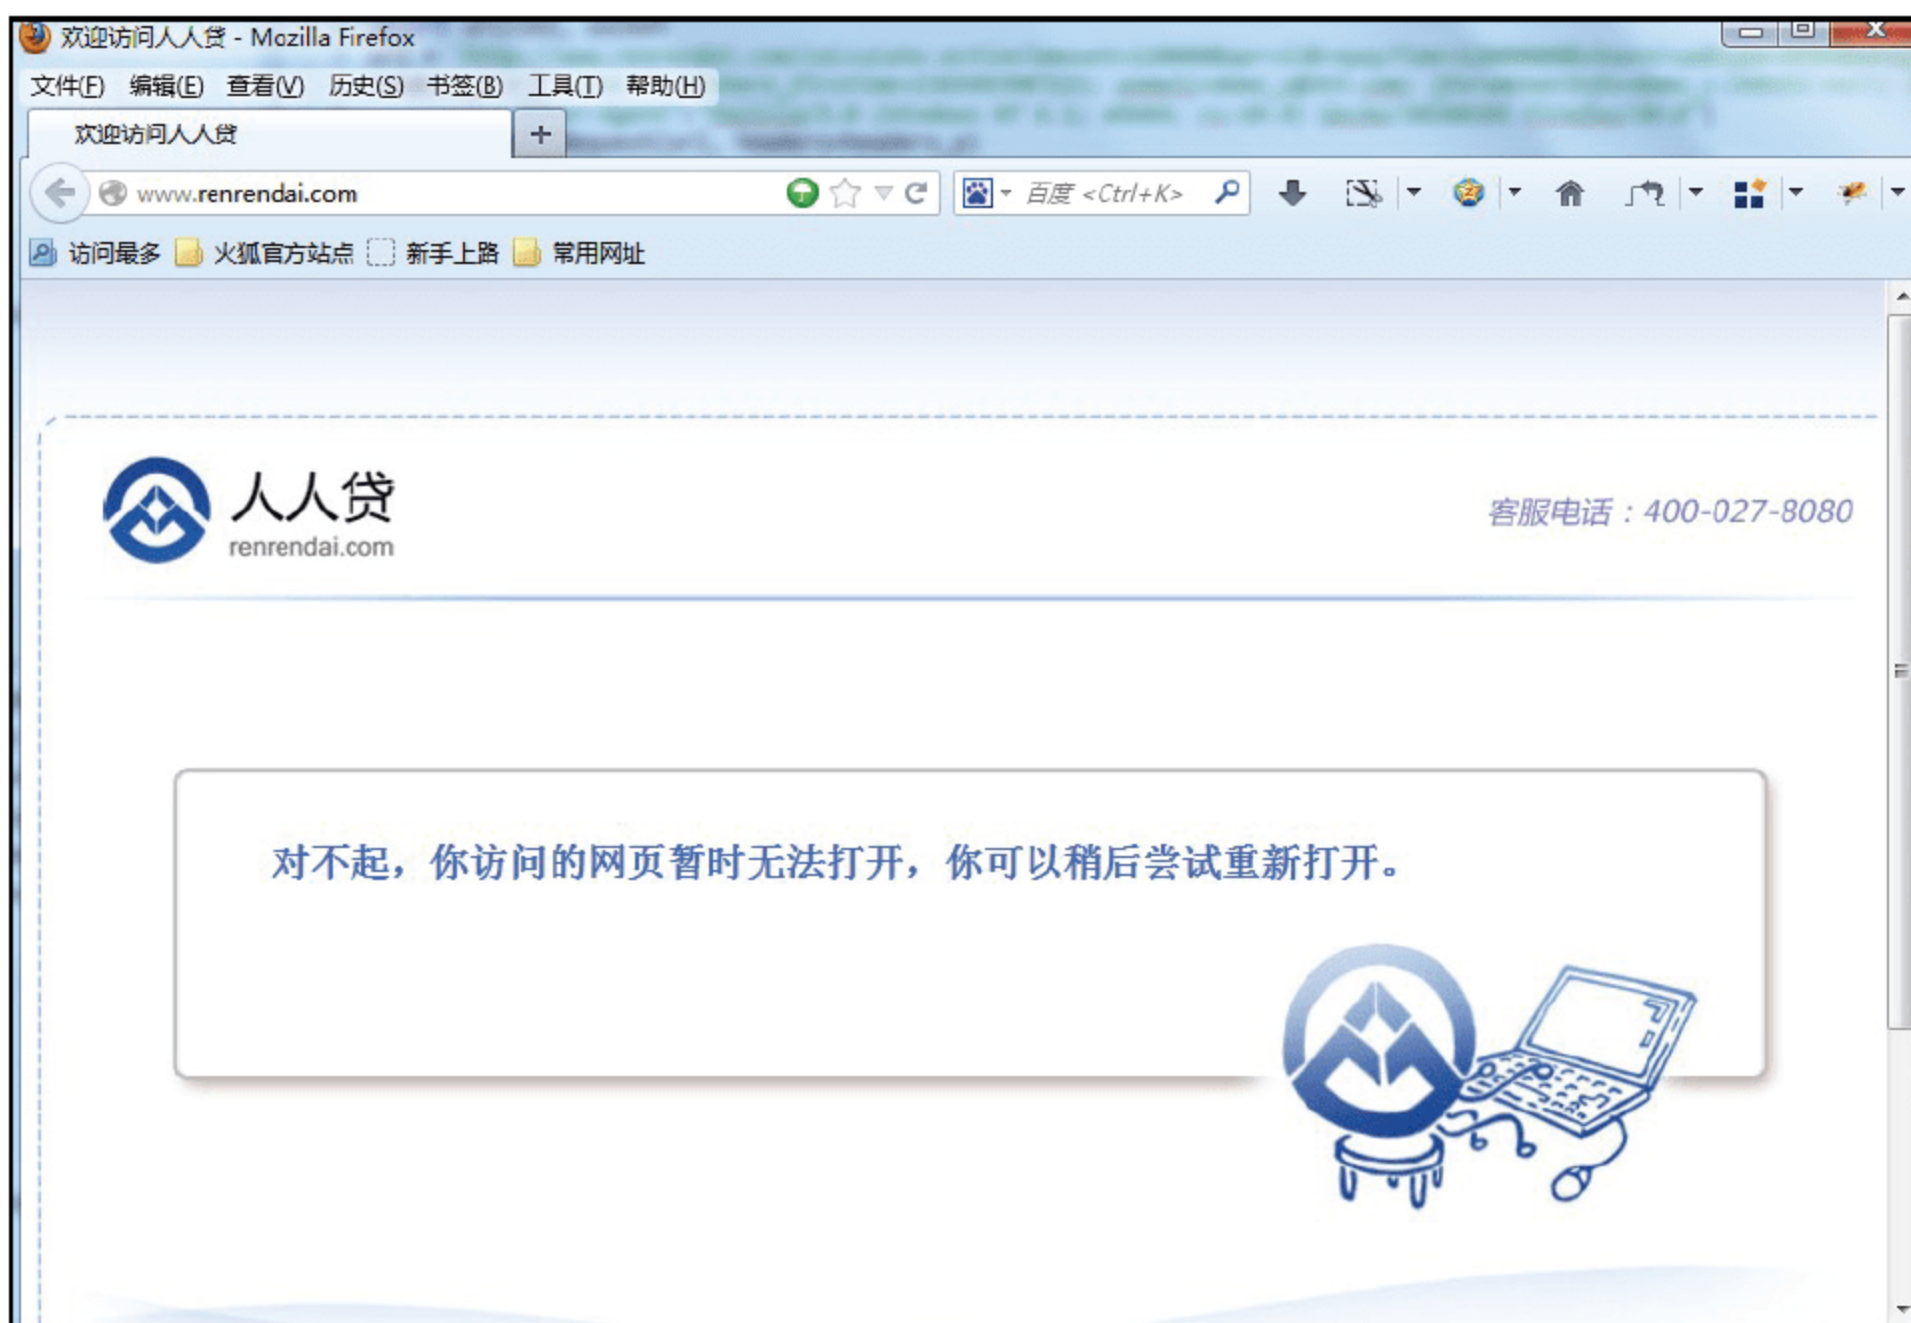 欢迎访问人人贷 - Mozilla Firefox
文件(F) 编辑(E) 查看(V) 历史(S) 书签(B) 工具(T) 帮助(H)
欢迎访问人人贷
www.renrendai.com
百度 <Ctrl+K>
访问最多 火狐官方站点 新手上路 常用网址
人人贷
renrendai.com
客服电话：400-027-8080
对不起，你访问的网页暂时无法打开，你可以稍后尝试重新打开。